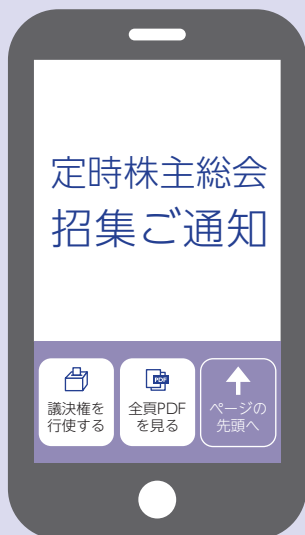 定時株主総会
招集ご通知
議決権を
行使する
PDF
全頁PDF
を見る
ページの
先頭へ